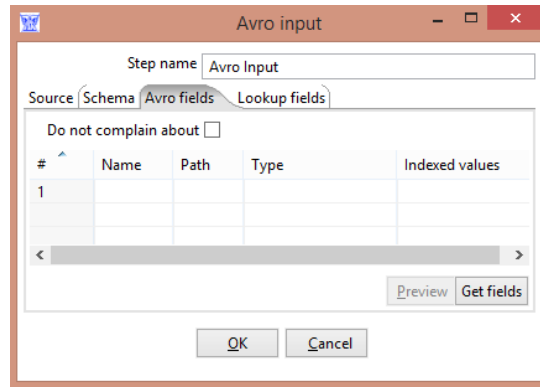 Avro input
Step name Avro Input
Source Schema Avro fields Lookup fields
Do not complain about
# Name Path Type Indexed values
1
Preview Get fields
OK Cancel